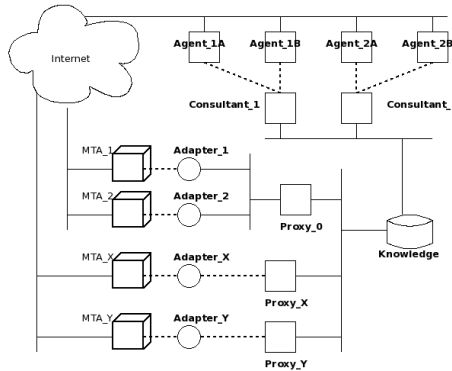 Internet
Agent_1A
Agent_1B
Agent_2A
Agent_2B
Consultant_1
Consultant_
MTA_1
Adapter_1
MTA_2
Adapter_2
Proxy_0
Knowledge
MTA_X
Adapter_X
Proxy_X
MTA_Y
Adapter_Y
Proxy_Y